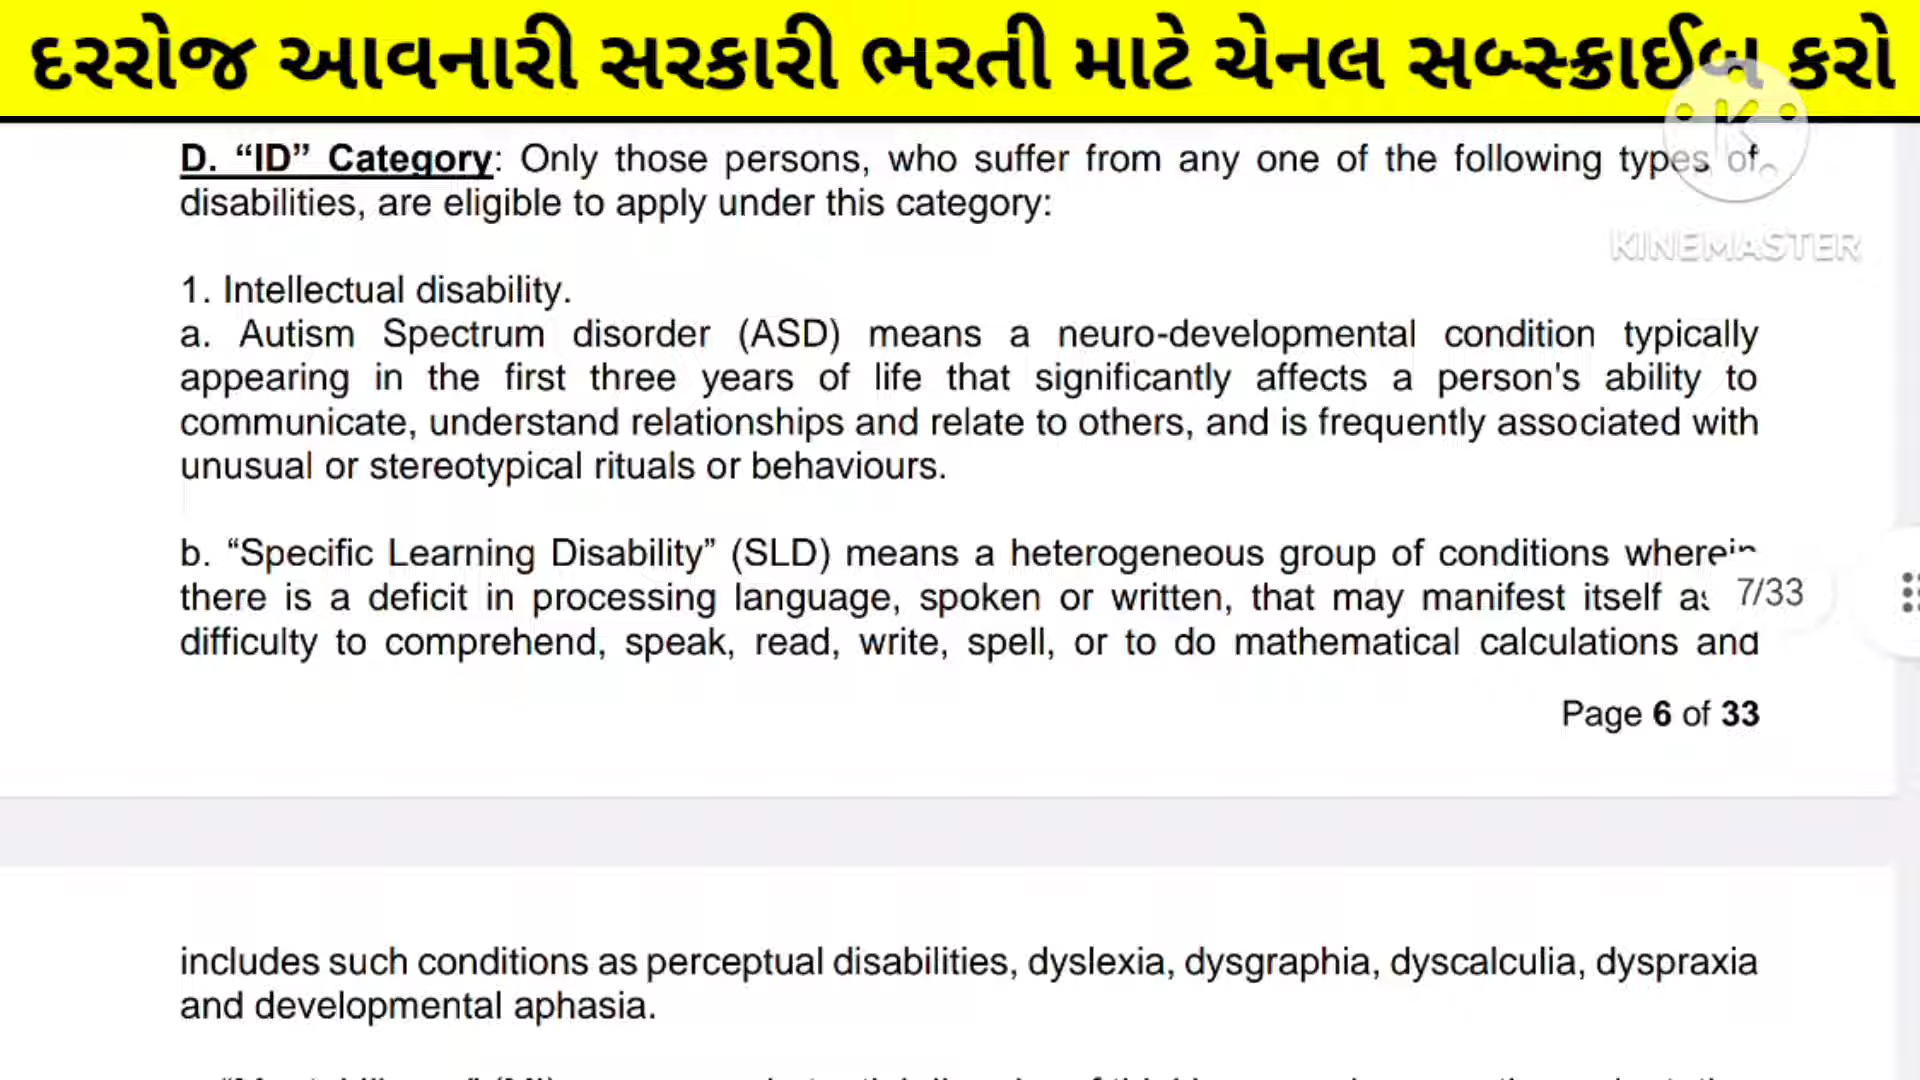 દરરોજ આવનારી સરકારી ભરતી માટે ચેનલ સબ્સ્ક્રાઈબ કરો
D. “ID” Category: Only those persons, who suffer from any one of the following types of
disabilities, are eligible to apply under this category:
KINEMASTER
1. Intellectual disability.
a. Autism Spectrum disorder (ASD) means a neuro-developmental condition typically
appearing in the first three years of life that significantly affects a person's ability to
communicate, understand relationships and relate to others, and is frequently associated with
unusual or stereotypical rituals or behaviours.
b. “Specific Learning Disability” (SLD) means a heterogeneous group of conditions wherein
there is a deficit in processing language, spoken or written, that may manifest itself as
7/33
difficulty to comprehend, speak, read, write, spell, or to do mathematical calculations and
Page 6 of 33
includes such conditions as perceptual disabilities, dyslexia, dysgraphia, dyscalculia, dyspraxia
and developmental aphasia.